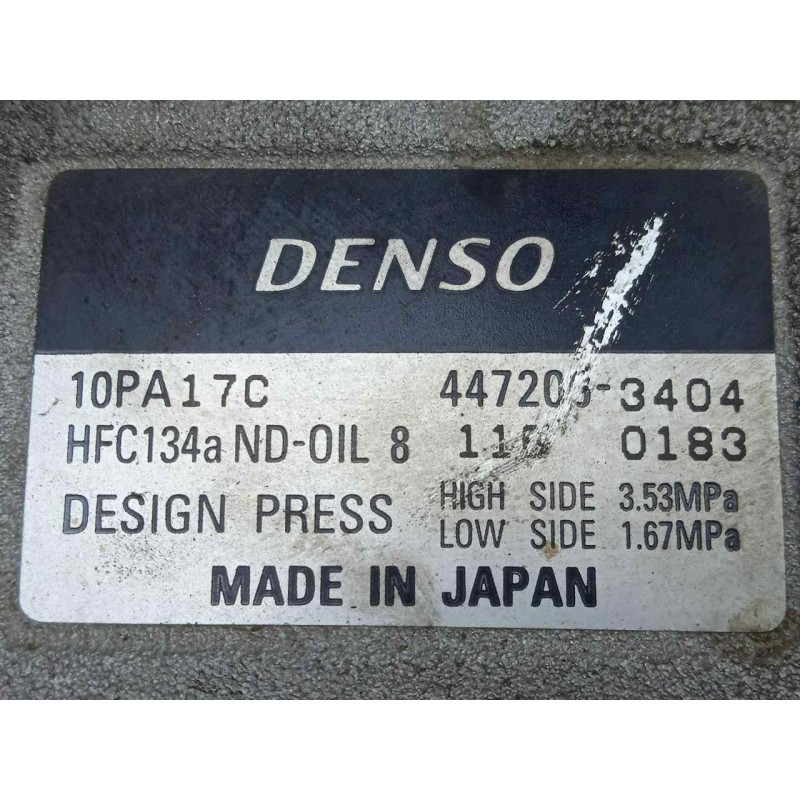 DENSO
10PA17C 447206-3404
HFC134a ND-OIL 8 0183
DESIGN PRESS HIGH SIDE 3.53MPa
LOW SIDE 1.67MPa
MADE IN JAPAN